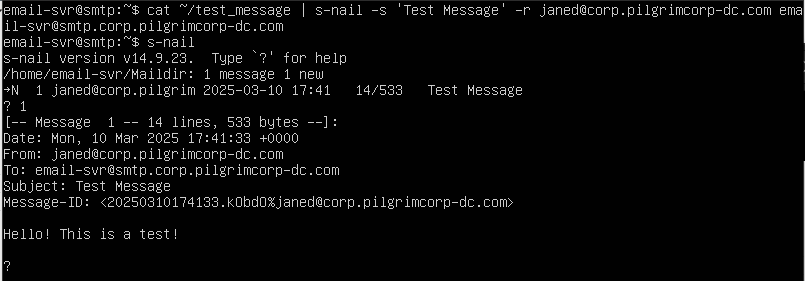 email-svr@smtp:~$ cat ~/test_message | s-nail -s 'Test Message' -r janed@corp.pilgrimcorp-dc.com ema
il-svr@smtp.corp.pilgrimcorp-dc.com
email-svr@smtp:~$ s-nail
s-nail version v14.9.23.  Type `?' for help
/home/email-svr/Maildir: 1 message 1 new
→N  1 janed@corp.pilgrim 2025-03-10 17:41   14/533   Test Message
? 1
[-- Message  1 -- 14 lines, 533 bytes --]:
Date: Mon, 10 Mar 2025 17:41:33 +0000
From: janed@corp.pilgrimcorp-dc.com
To: email-svr@smtp.corp.pilgrimcorp-dc.com
Subject: Test Message
Message-ID: <20250310174133.kObdO%janed@corp.pilgrimcorp-dc.com>

Hello! This is a test!

?